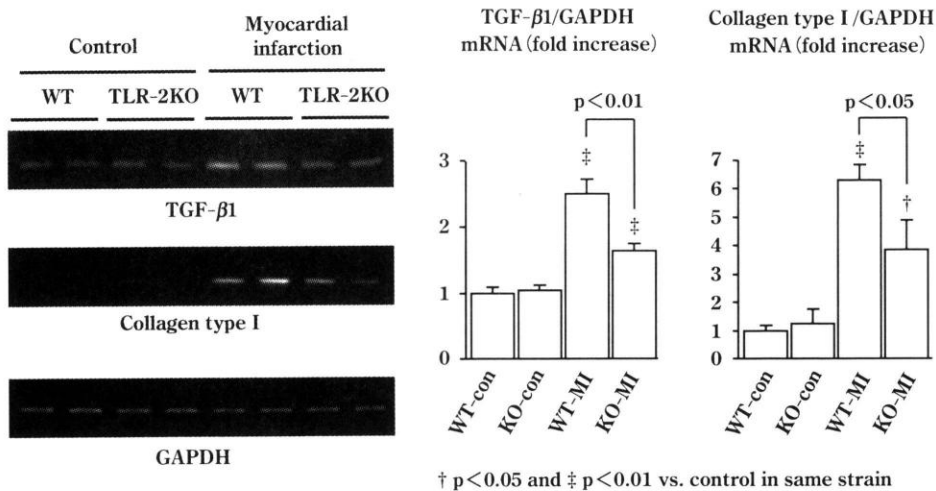 Control
Myocardial
infarction
WT TLR-2KO WT TLR-2KO
TGF-β1
Collagen type I
GAPDH
TGF-β1/GAPDH
mRNA (fold increase)
p<0.01
3
2
1
0
‡
‡
WT-con KO-con WT-MI KO-MI
Collagen type I /GAPDH
mRNA (fold increase)
p<0.05
7
6
5
4
3
2
1
0
‡
†
WT-con KO-con WT-MI KO-MI
† p<0.05 and ‡ p<0.01 vs. control in same strain